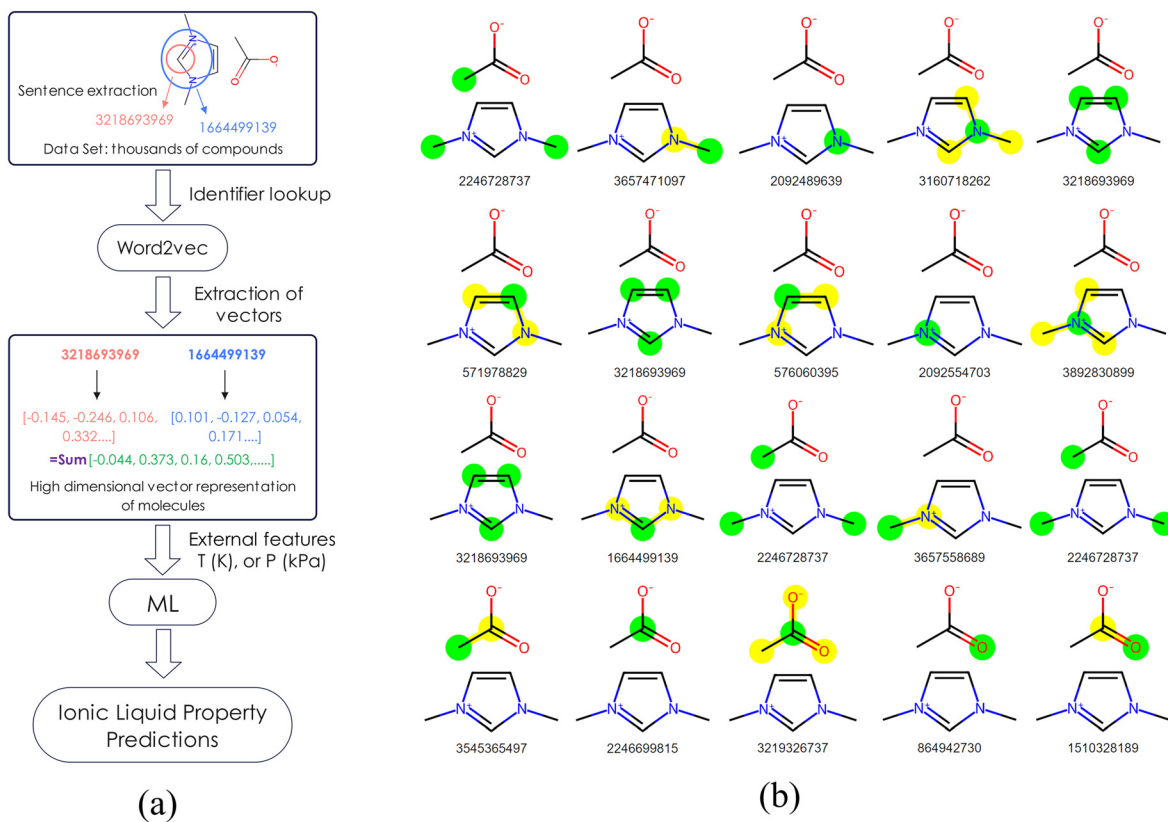 N+
N
O
O-
Sentence extraction
3218693969
1664499139
Data Set: thousands of compounds
Identifier lookup
Word2vec
Extraction of
vectors
3218693969 1664499139
[-0.145, -0.246, 0.106,
0.332....]
[0.101, -0.127, 0.054,
0.171....]
=Sum[-0.044, 0.373, 0.16, 0.503,.....]
High dimensional vector representation
of molecules
External features
T (K), or P (kPa)
ML
Ionic Liquid Property
Predictions
(a)
O- O- O- O- O-
O O O O O
N+ N N+ N N+ N N+ N N+ N
2246728737 3657471097 2092489639 3160718262 3218693969
O- O- O- O- O-
O O O O O
N+ N N+ N N+ N N+ N N+ N
571978829 3218693969 576060395 2092554703 3892830899
O- O- O- O- O-
O O O O O
N+ N N+ N N+ N N+ N N+ N
3218693969 1664499139 2246728737 3657558689 2246728737
O- O- O- O- O-
O O O O O
N+ N N+ N N+ N N+ N N+ N
3545365497 2246699815 3219326737 864942730 1510328189
(b)